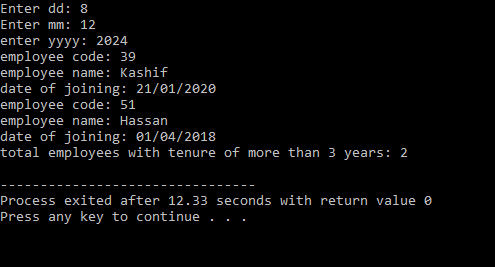 Enter dd: 8
Enter mm: 12
enter yyyy: 2024
employee code: 39
employee name: Kashif
date of joining: 21/01/2020
employee code: 51
employee name: Hassan
date of joining: 01/04/2018
total employees with tenure of more than 3 years: 2
--------------------------------
Process exited after 12.33 seconds with return value 0
Press any key to continue . . .